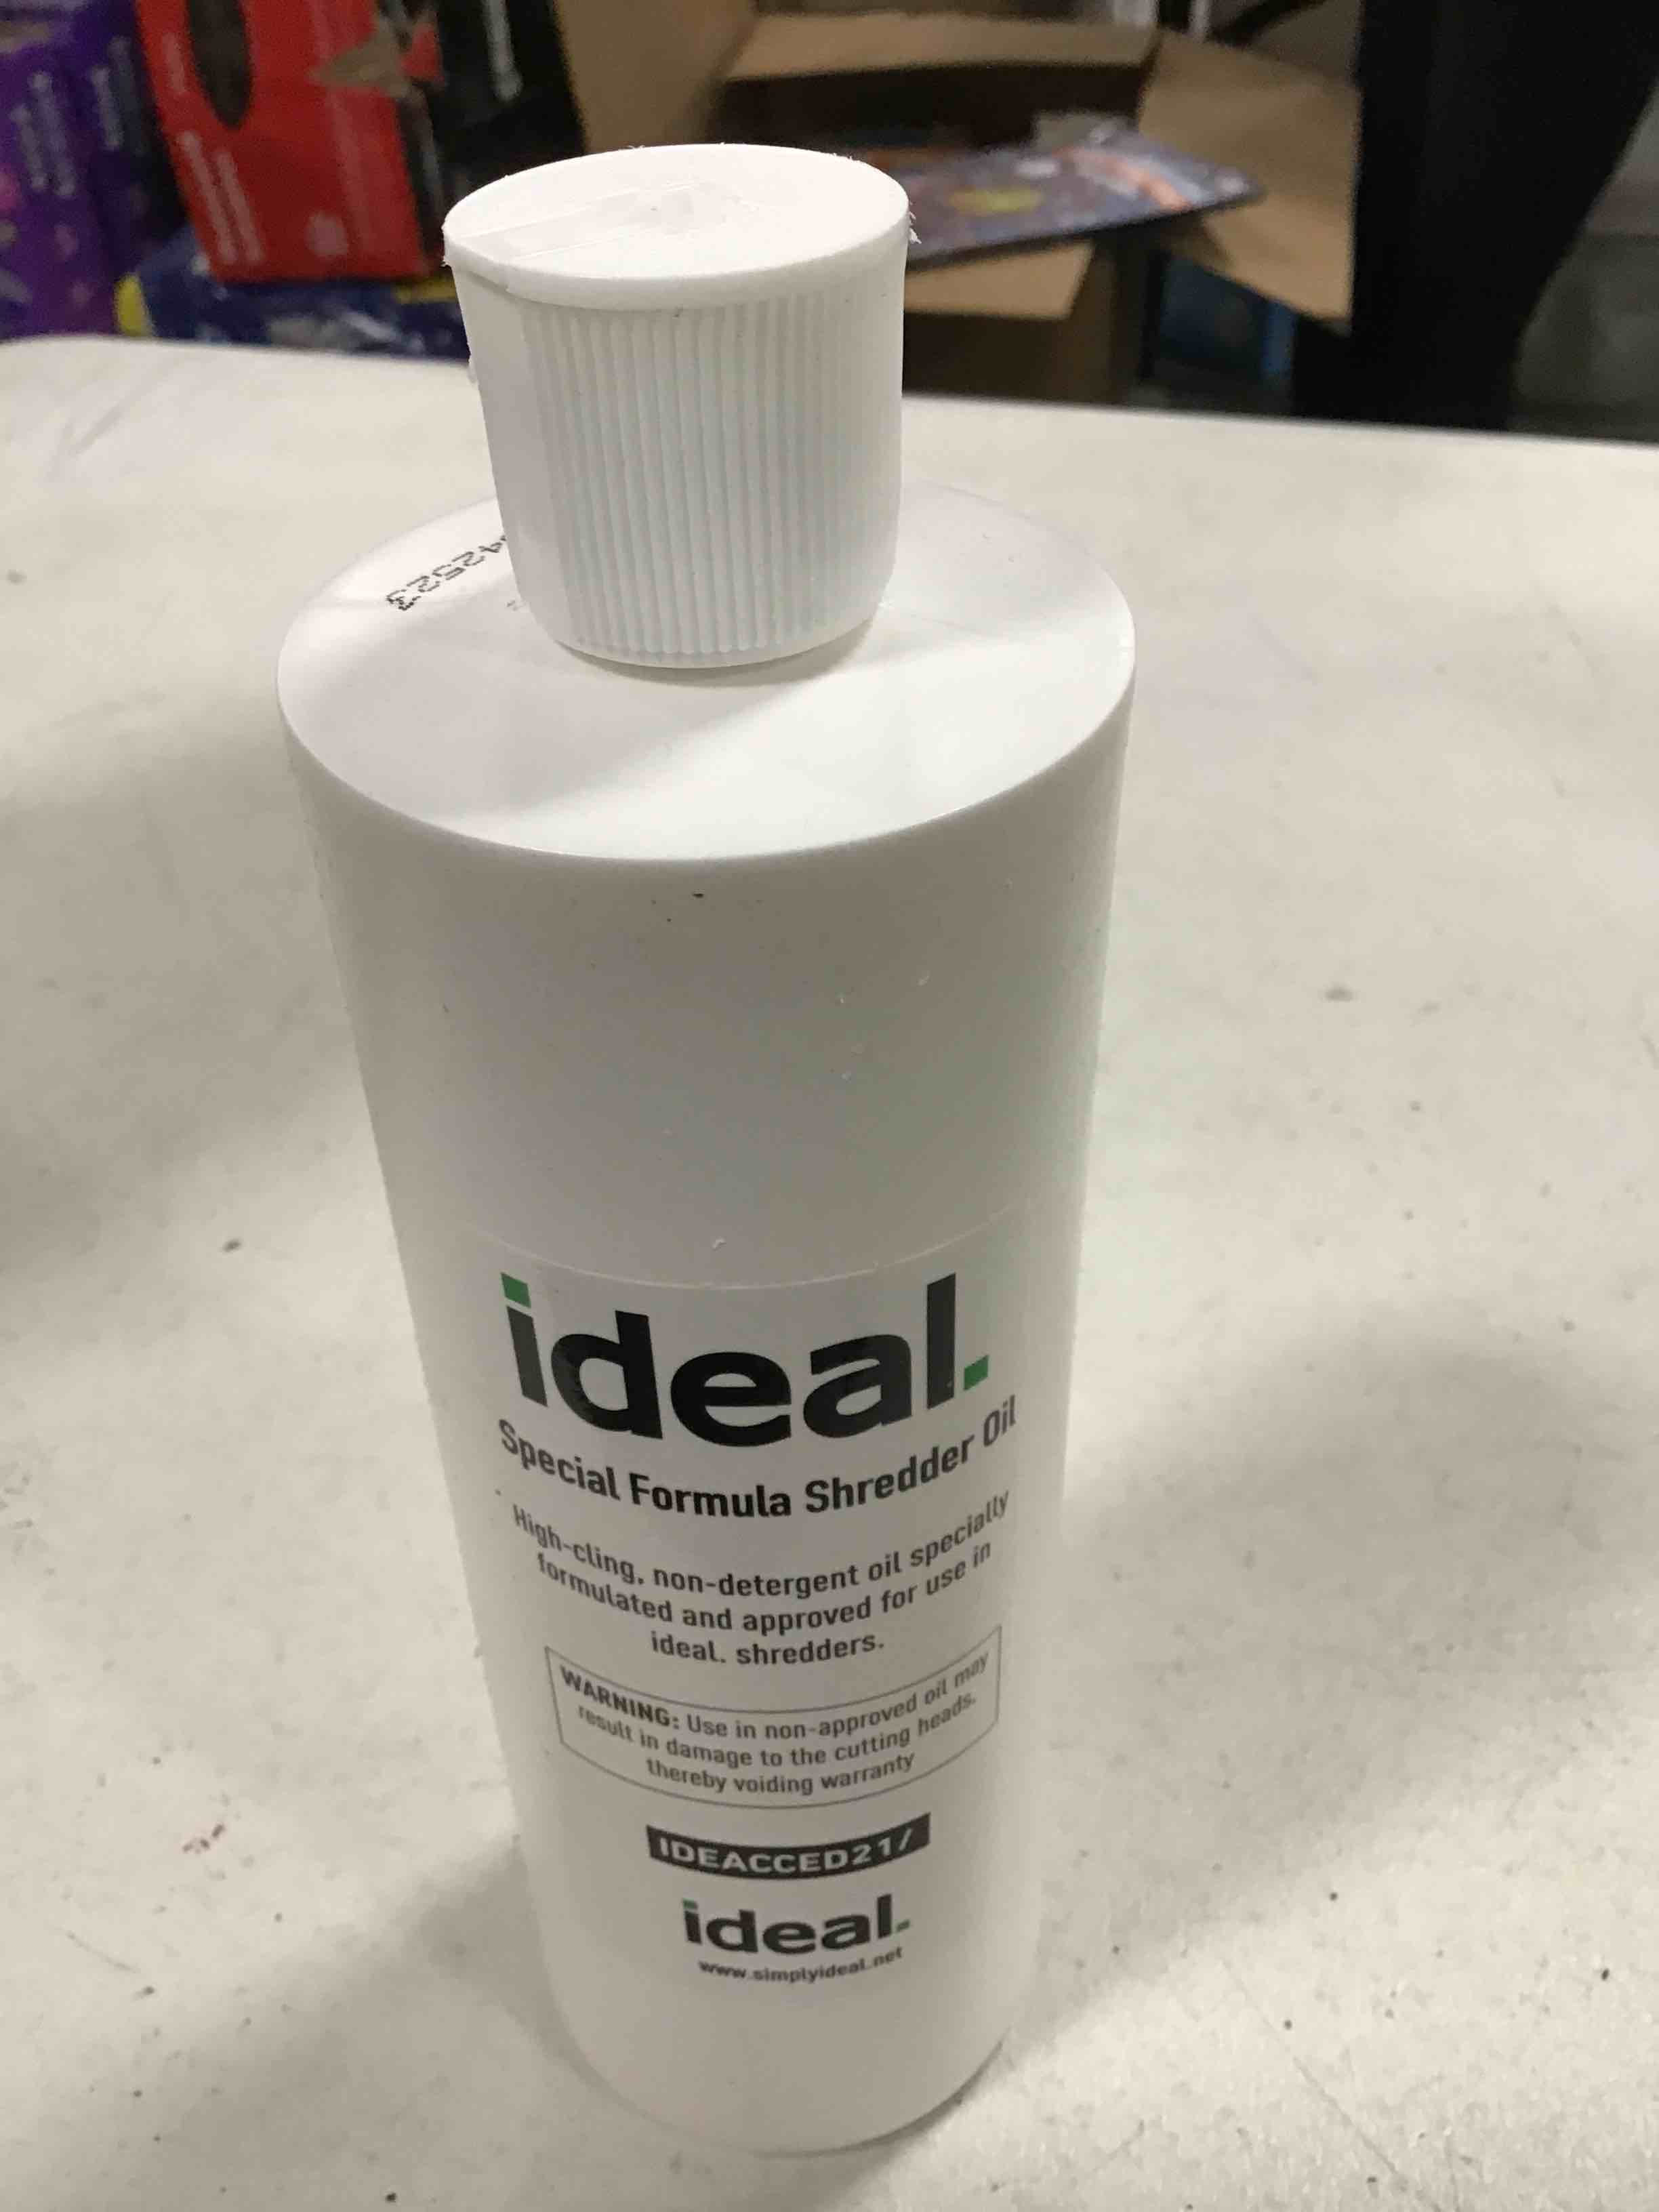 42523
ideal.
Special Formula Shredder Oil
High-cling, non-detergent oil specially
formulated and approved for use in
ideal. shredders.
WARNING: Use in non-approved oil may
result in damage to the cutting heads,
thereby voiding warranty
IDEACCED21/
ideal.
www.simplyideal.net